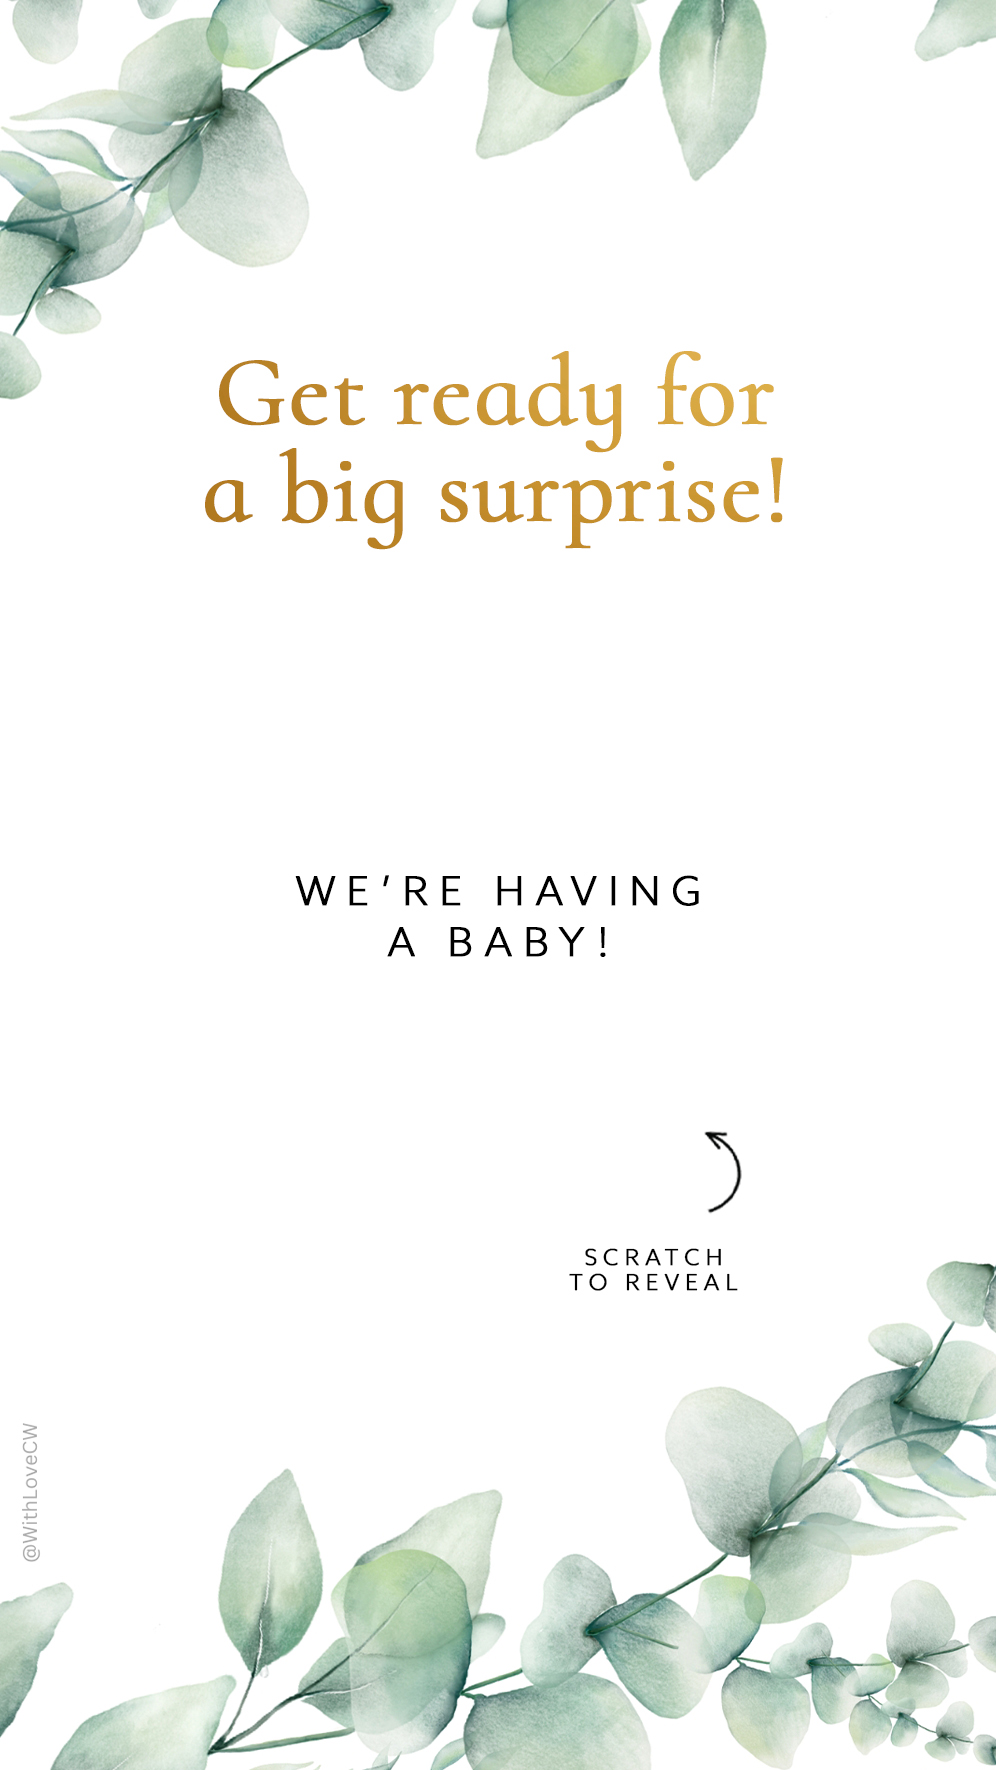 Get ready for
a big surprise!
WE'RE HAVING
A BABY!
SCRATCH
TO REVEAL
@WithLoveCW